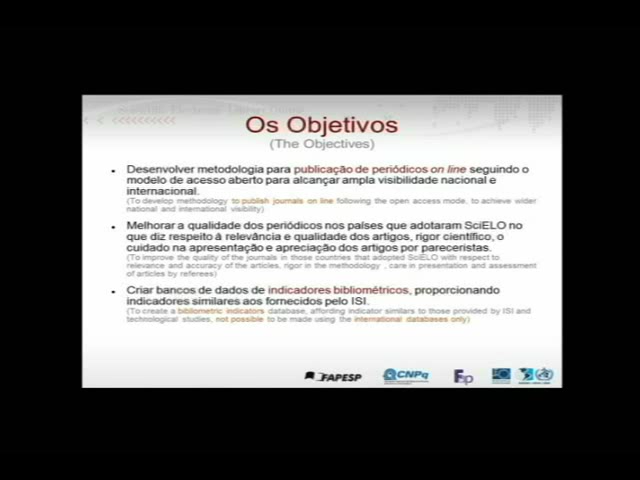 Scientific Electronic Library Online
Os Objetivos
(The Objectives)
Desenvolver metodologia para publicação de periódicos on line seguindo o
modelo de acesso aberto para alcançar ampla visibilidade nacional e
internacional.
(To develop methodology to publish journals on line following the open access mode, to achieve wider
national and international visibility)
Melhorar a qualidade dos periódicos nos países que adotaram SciELO no
que diz respeito à relevância e qualidade dos artigos, rigor científico, o
cuidado na apresentação e apreciação dos artigos por pareceristas.
(To improve the quality of the journals in those countries that adopted SciELO with respect to
relevance and accuracy of the articles, rigor in the methodology , care in presentation and assessment
of articles by referees)
Criar bancos de dados de indicadores bibliométricos, proporcionando
indicadores similares aos fornecidos pelo ISI.
(To create a bibliometric indicators database, affording indicator similars to those provided by ISI and
technological studies, not possible to be made using the international databases only)
FAPESP CNPq